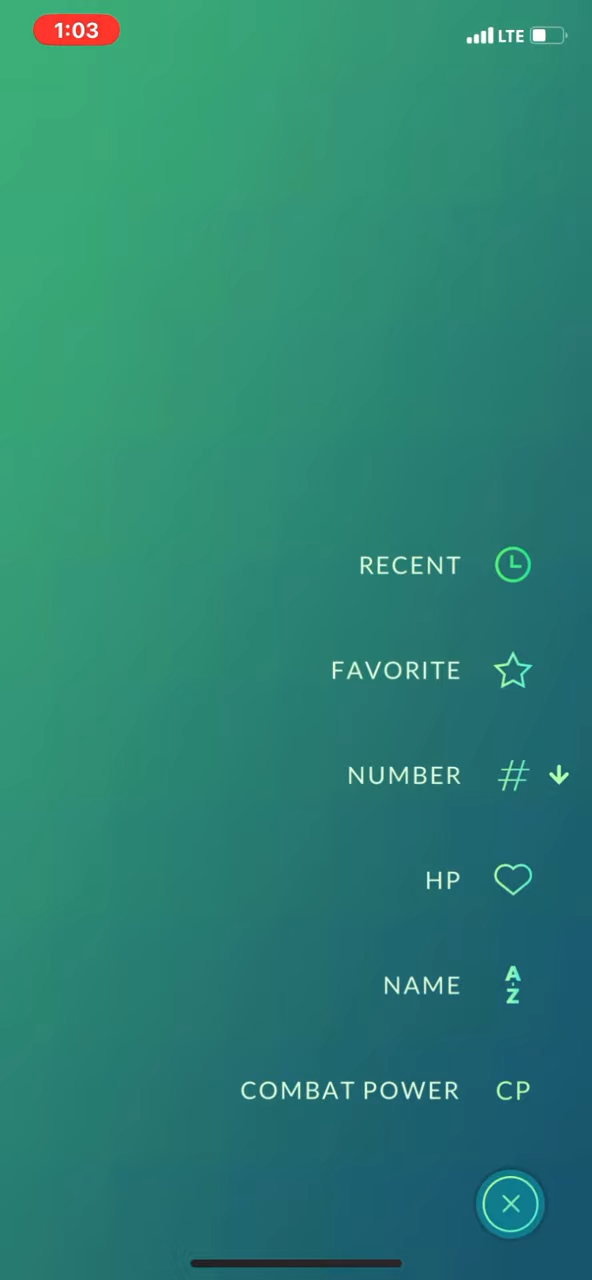 1:03 LTE
RECENT
FAVORITE
NUMBER #
HP
NAME A-Z
COMBAT POWER CP